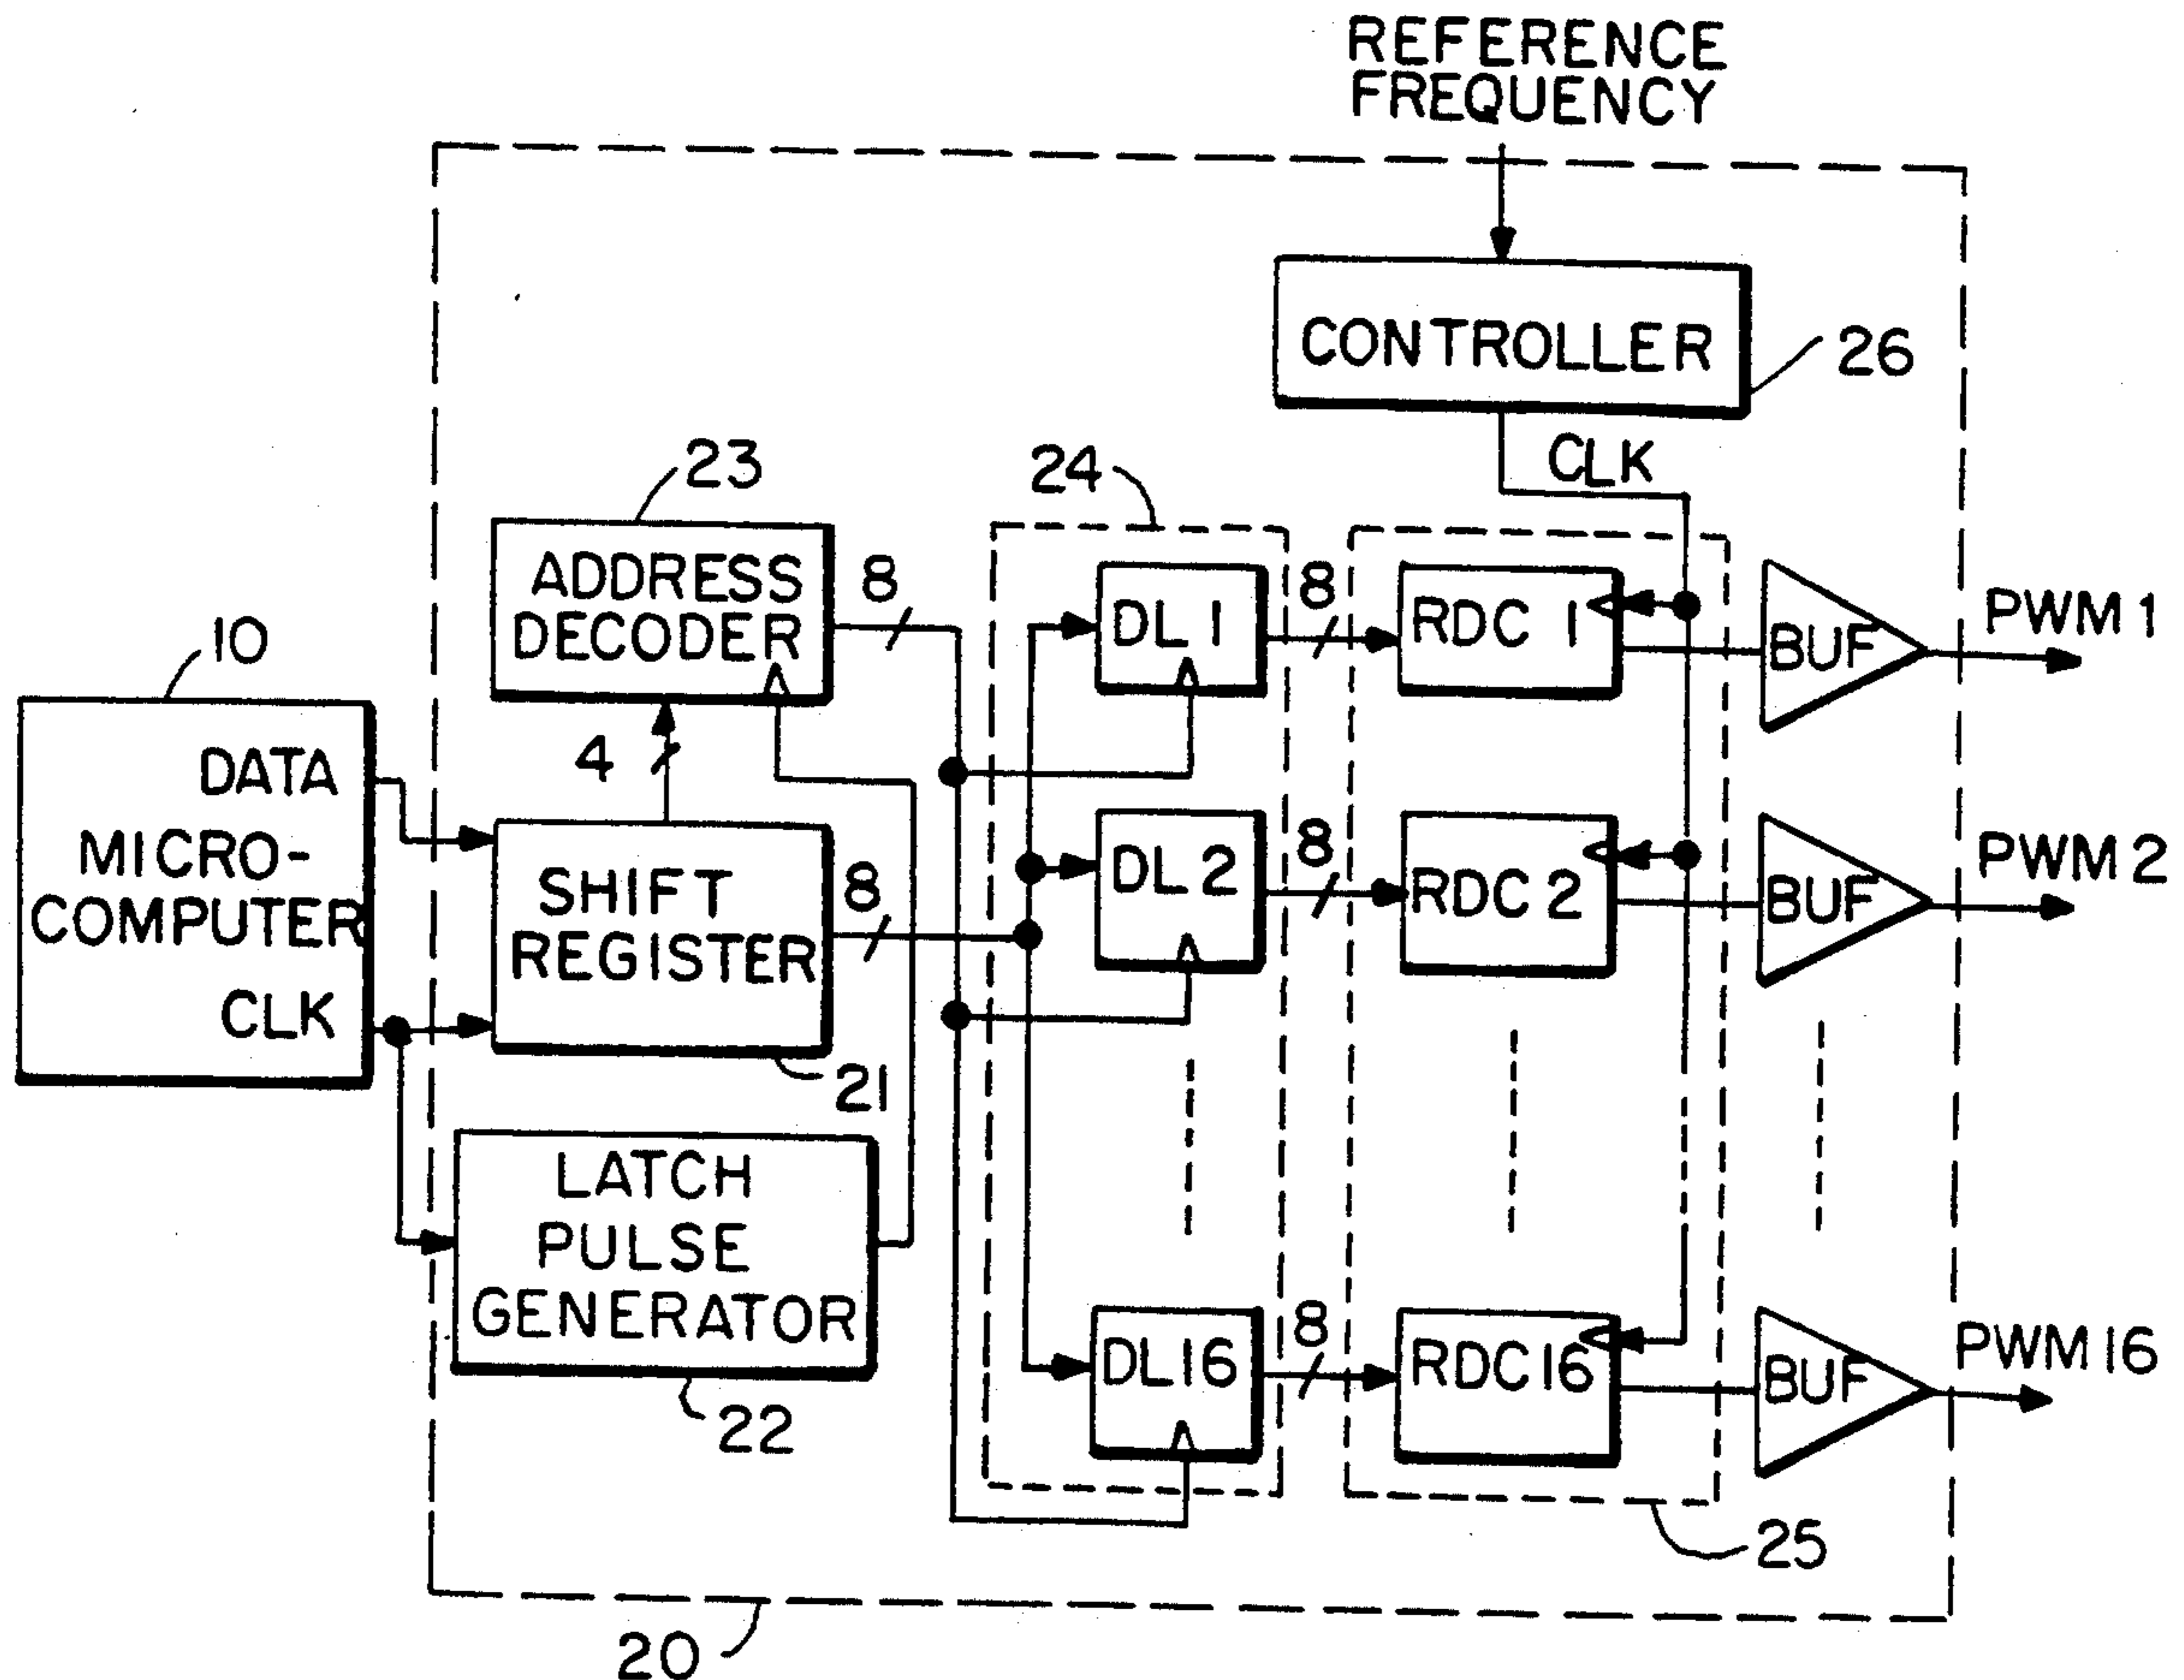 REFERENCE
FREQUENCY
CONTROLLER
26
CLK
23
24
ADDRESS
DECODER
8
DL 1
8
RDC 1
BUF
PWM 1
10
DATA
MICRO-
COMPUTER
CLK
4
SHIFT
REGISTER
8
21
DL 2
8
RDC 2
BUF
PWM 2
LATCH
PULSE
GENERATOR
22
DL 16
8
RDC 16
BUF
PWM 16
25
20